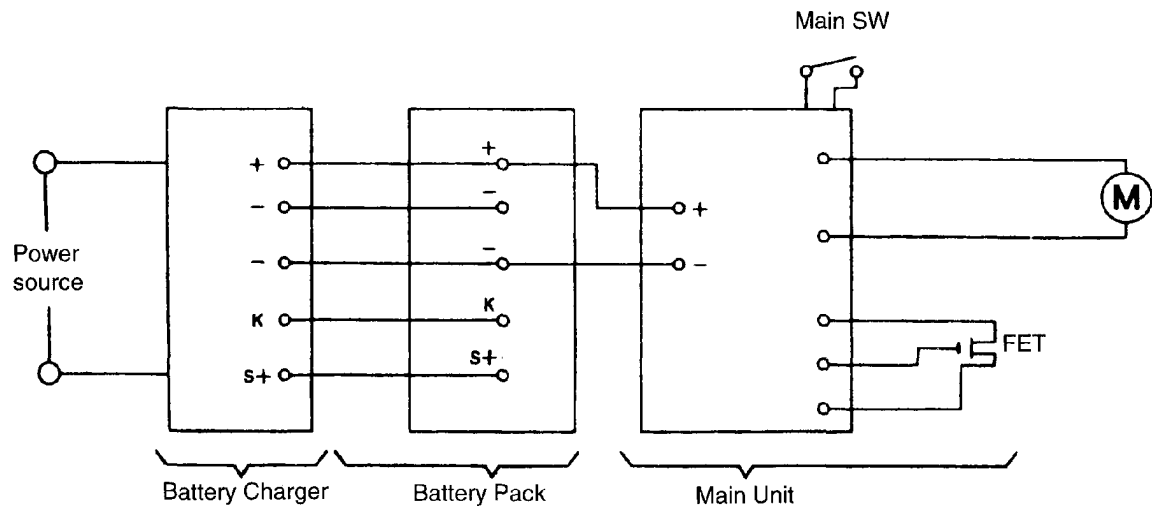 Main SW
+
+
-
-
-
-
K
K
S+
S+
+
-
M
FET
Power
source
Battery Charger
Battery Pack
Main Unit